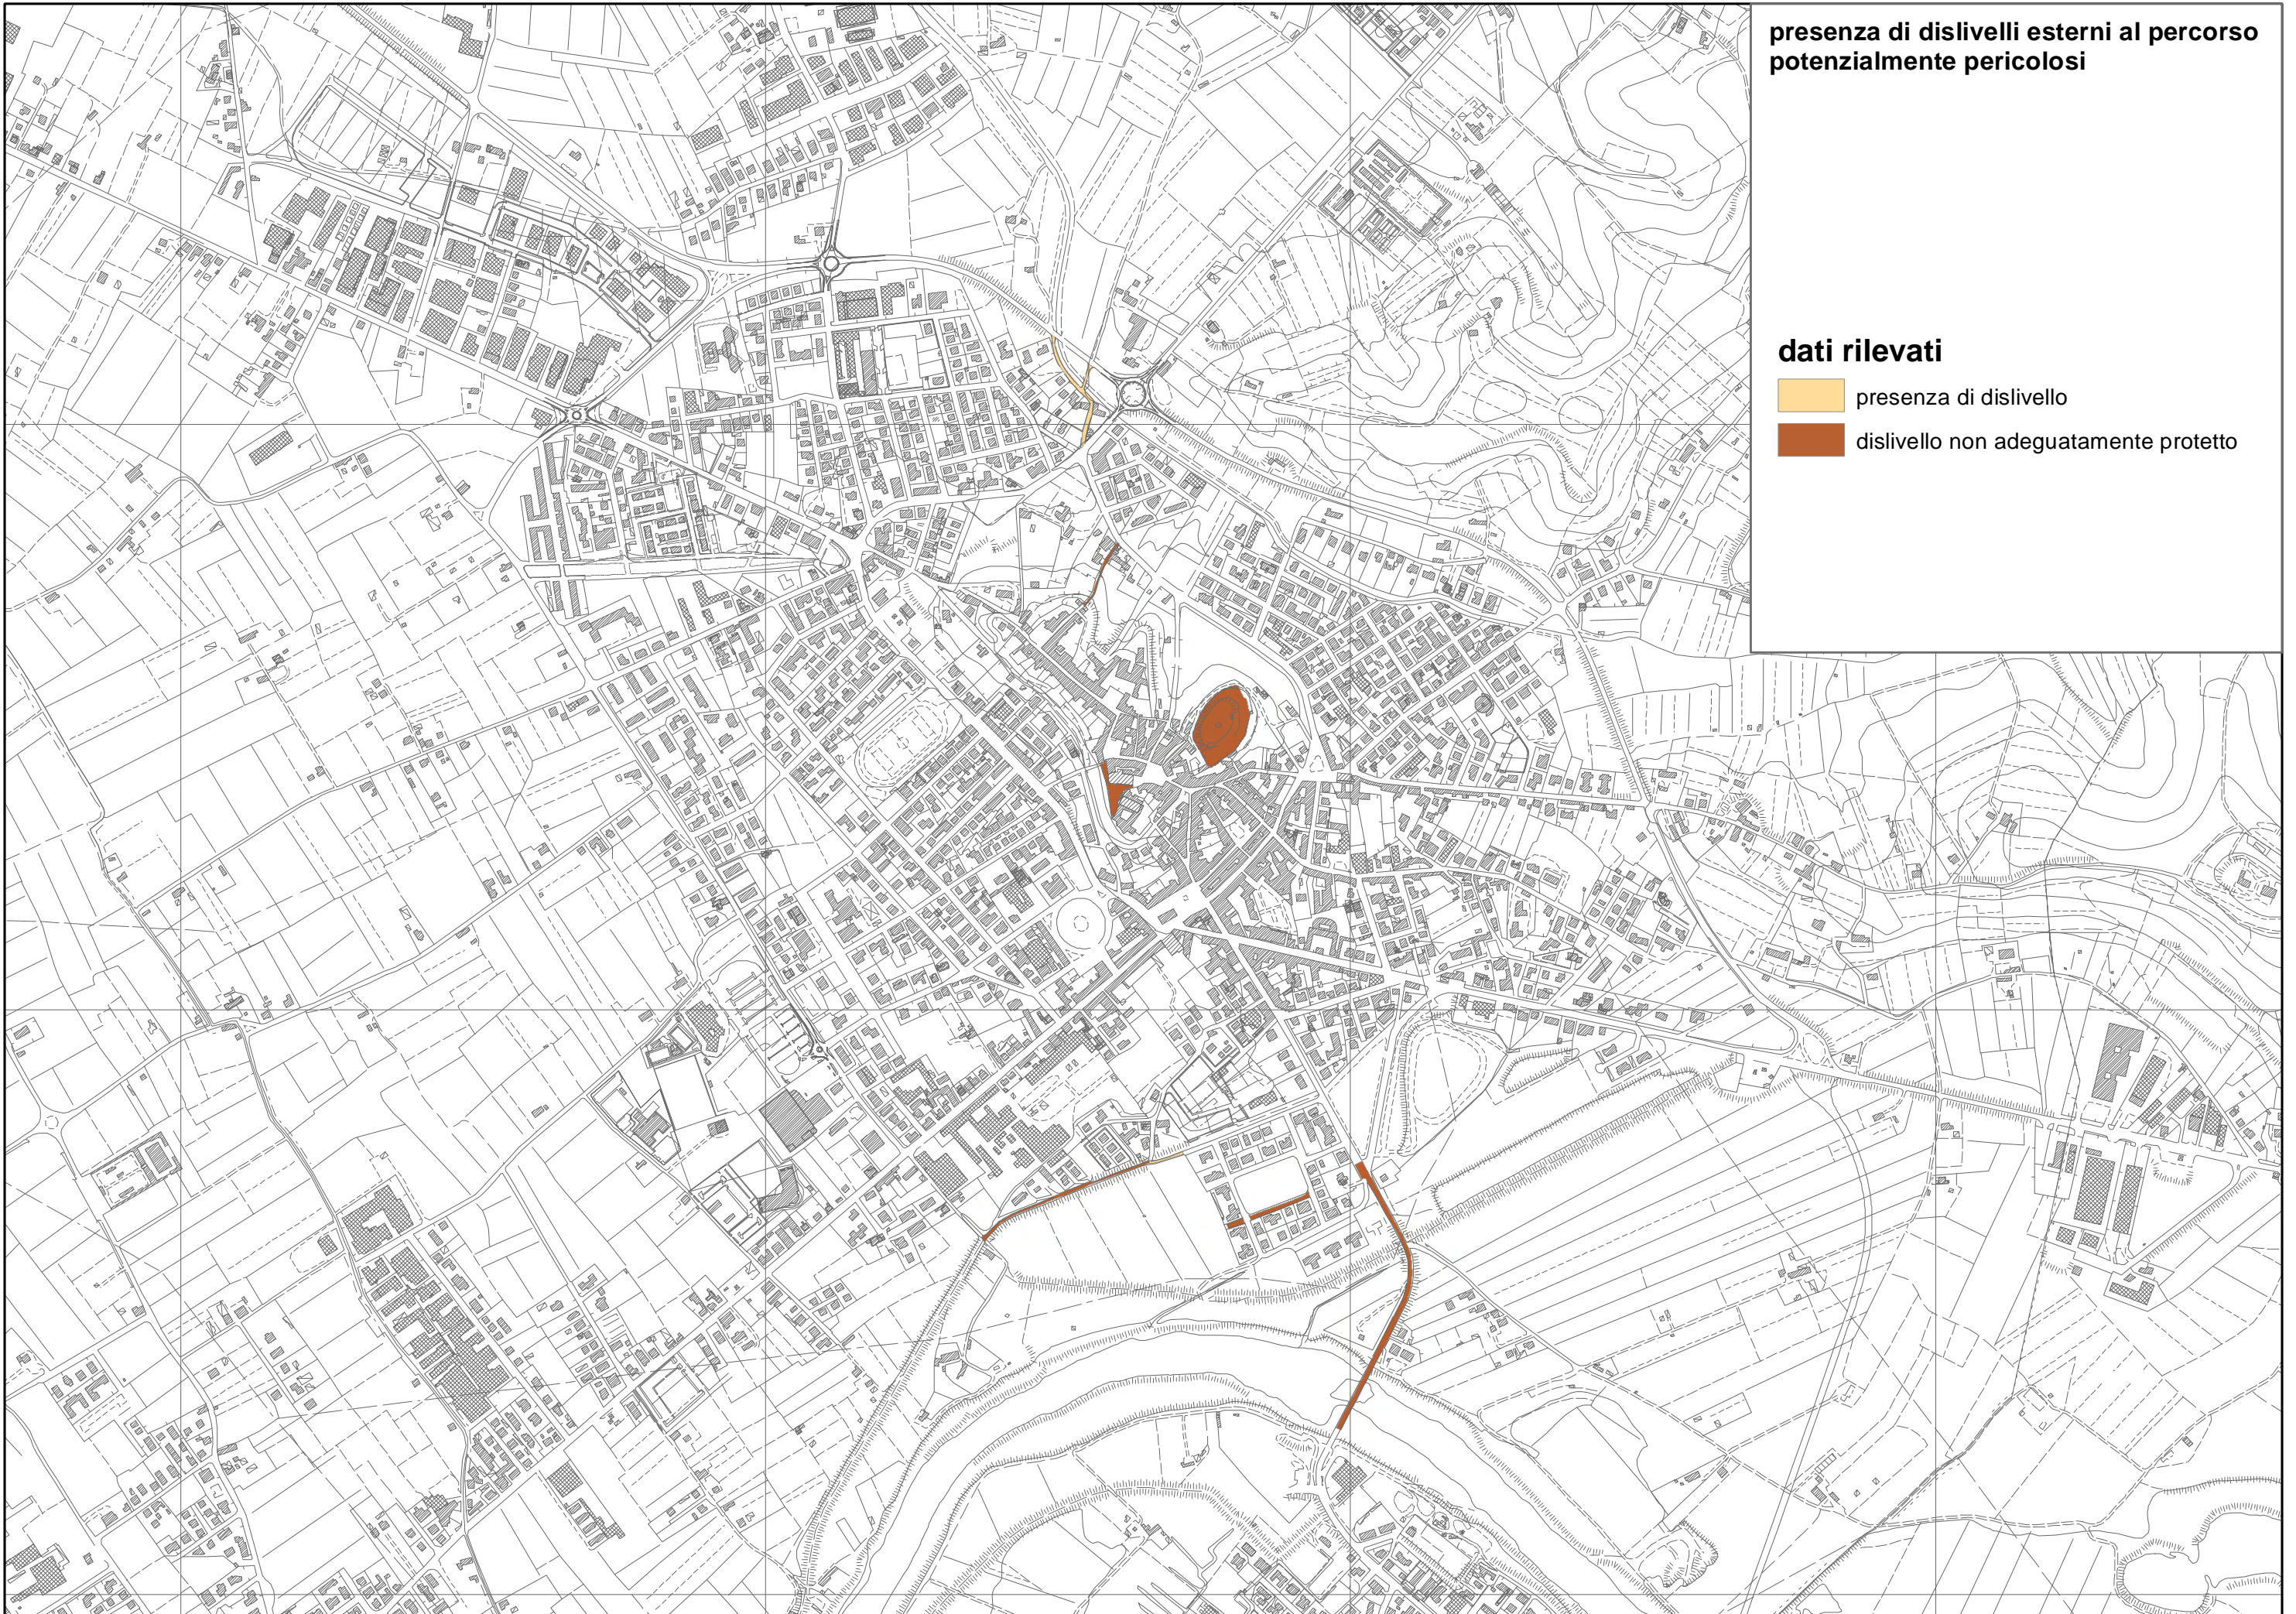 presenza di dislivelli esterni al percorso
potenzialmente pericolosi
dati rilevati
presenza di dislivello
dislivello non adeguatamente protetto